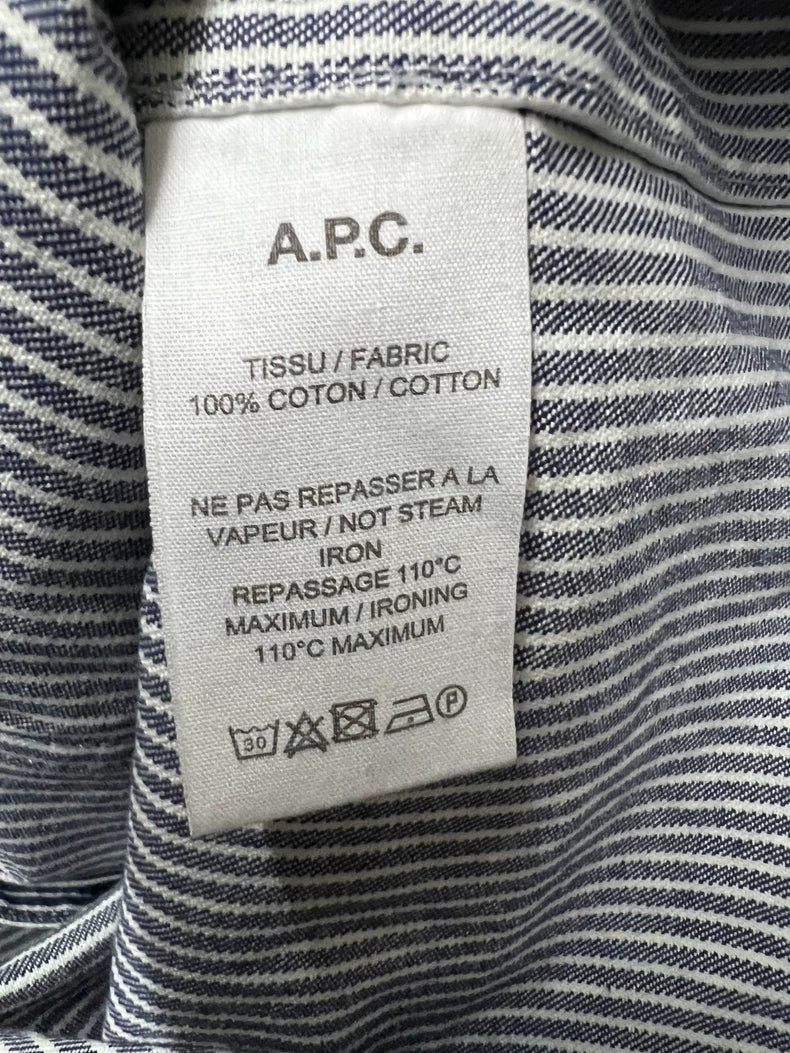 A.P.C.
TISSU / FABRIC
100% COTON / COTTON
NE PAS REPASSER A LA
VAPEUR / NOT STEAM
IRON
REPASSAGE 110°C
MAXIMUM / IRONING
110°C MAXIMUM
30 P